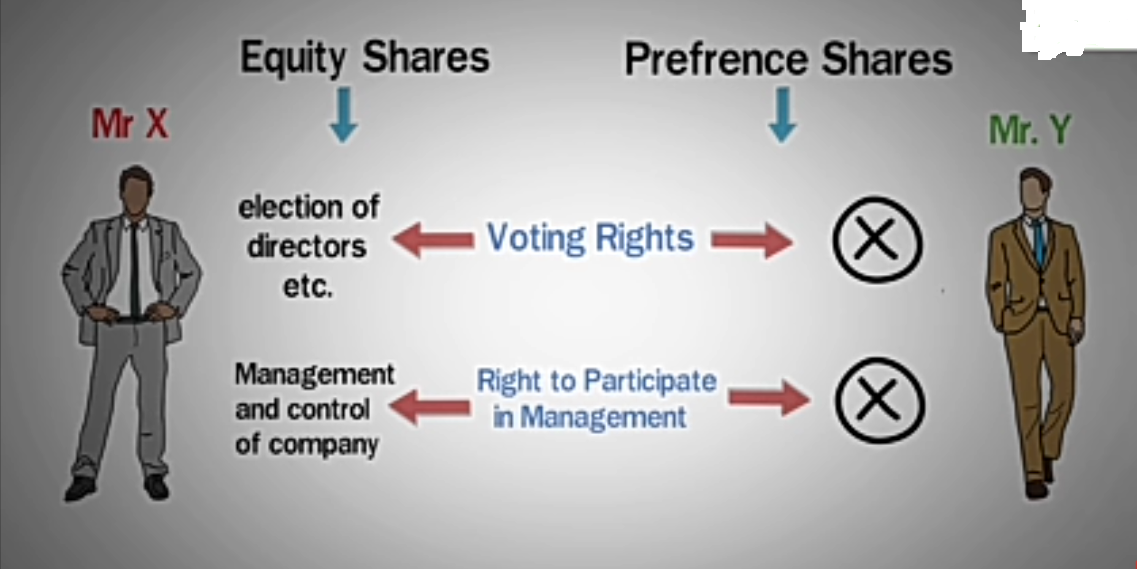 Equity Shares
Prefrence Shares
Mr X
Mr. Y
election of
directors
etc.
Voting Rights
Management
and control
of company
Right to Participate
in Management